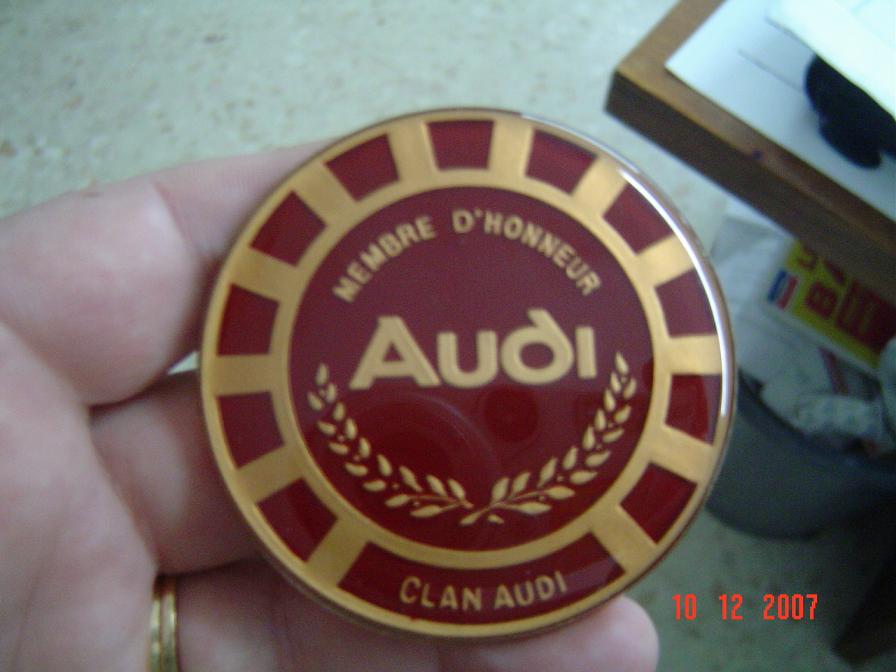 MEMBRE D'HONNEUR
AUDI
CLAN AUDI
10 12 2007